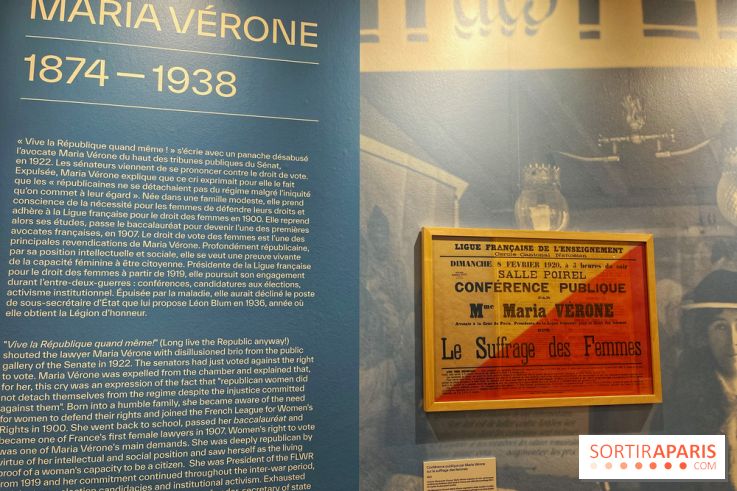 MARIA VÉRONE
1874 – 1938
« Vive la République quand même ! » s'écrie avec un panache désabusé
l'avocate Maria Vérone du haut des tribunes publiques du Sénat,
en 1922. Les sénateurs viennent de se prononcer contre le droit de vote.
Expulsée, Maria Vérone explique que ce cri exprimait pour elle le fait
que les « républicaines ne se détachaient pas du régime malgré l'iniquité
qu'on commet à leur égard ». Née dans une famille modeste, elle prend
conscience de la nécessité pour les femmes de défendre leurs droits et
adhère à la Ligue française pour le droit des femmes en 1900. Elle reprend
alors ses études, passe le baccalauréat pour devenir l'une des premières
avocates françaises, en 1907. Le droit de vote des femmes est l'une des
principales revendications de Maria Vérone. Profondément républicaine,
par sa position intellectuelle et sociale, elle se veut une preuve vivante
de la capacité féminine à être citoyenne. Présidente de la Ligue française
pour le droit des femmes à partir de 1919, elle poursuit son engagement
durant l'entre-deux-guerres : conférences, candidatures aux élections,
activisme institutionnel. Épuisée par la maladie, elle aurait décliné le poste
de sous-secrétaire d'État que lui propose Léon Blum en 1936, année où
elle obtient la Légion d'honneur.
"Vive la République quand même!" (Long live the Republic anyway!)
shouted the lawyer Maria Vérone with disillusioned brio from the public
gallery of the Senate in 1922. The senators had just voted against the right
to vote. Maria Vérone was expelled from the chamber and explained that,
for her, this cry was an expression of the fact that "republican women did
not detach themselves from the regime despite the injustice committed
against them". Born into a humble family, she became aware of the need
for women to defend their rights and joined the French League for Women's
Rights in 1900. She went back to school, passed her baccalauréat and
became one of France's first female lawyers in 1907. Women's right to vote
was one of Maria Vérone's main demands. She was deeply republican by
virtue of her intellectual and social position and saw herself as the living
proof of a woman's capacity to be a citizen. She was President of the FLWR
from 1919 and her commitment continued throughout the inter-war period,
election candidacies and institutional activism. Exhausted
secretary of state
LIGUE FRANÇAISE DE L'ENSEIGNEMENT
DIMANCHE 8 FÉVRIER 1920, à 3 heures du soir
SALLE POIREL
CONFÉRENCE PUBLIQUE
PAR
Mme Maria VÉRONE
SUR
Le Suffrage des Femmes
Conférence publique par Maria Vérone
sur le suffrage des femmes
SORTIRAPARIS
.COM